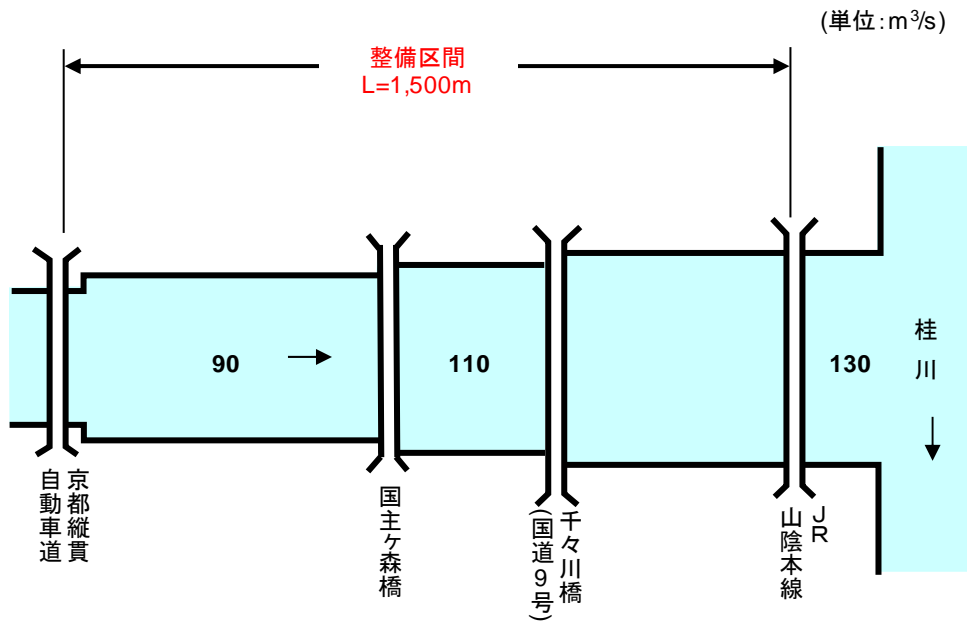 (単位:m³/s)
整備区間
L=1,500m
90
110
130
桂川
京都縦貫
自動車道
国主ヶ森橋
千々川橋
(国道9号)
JR
山陰本線